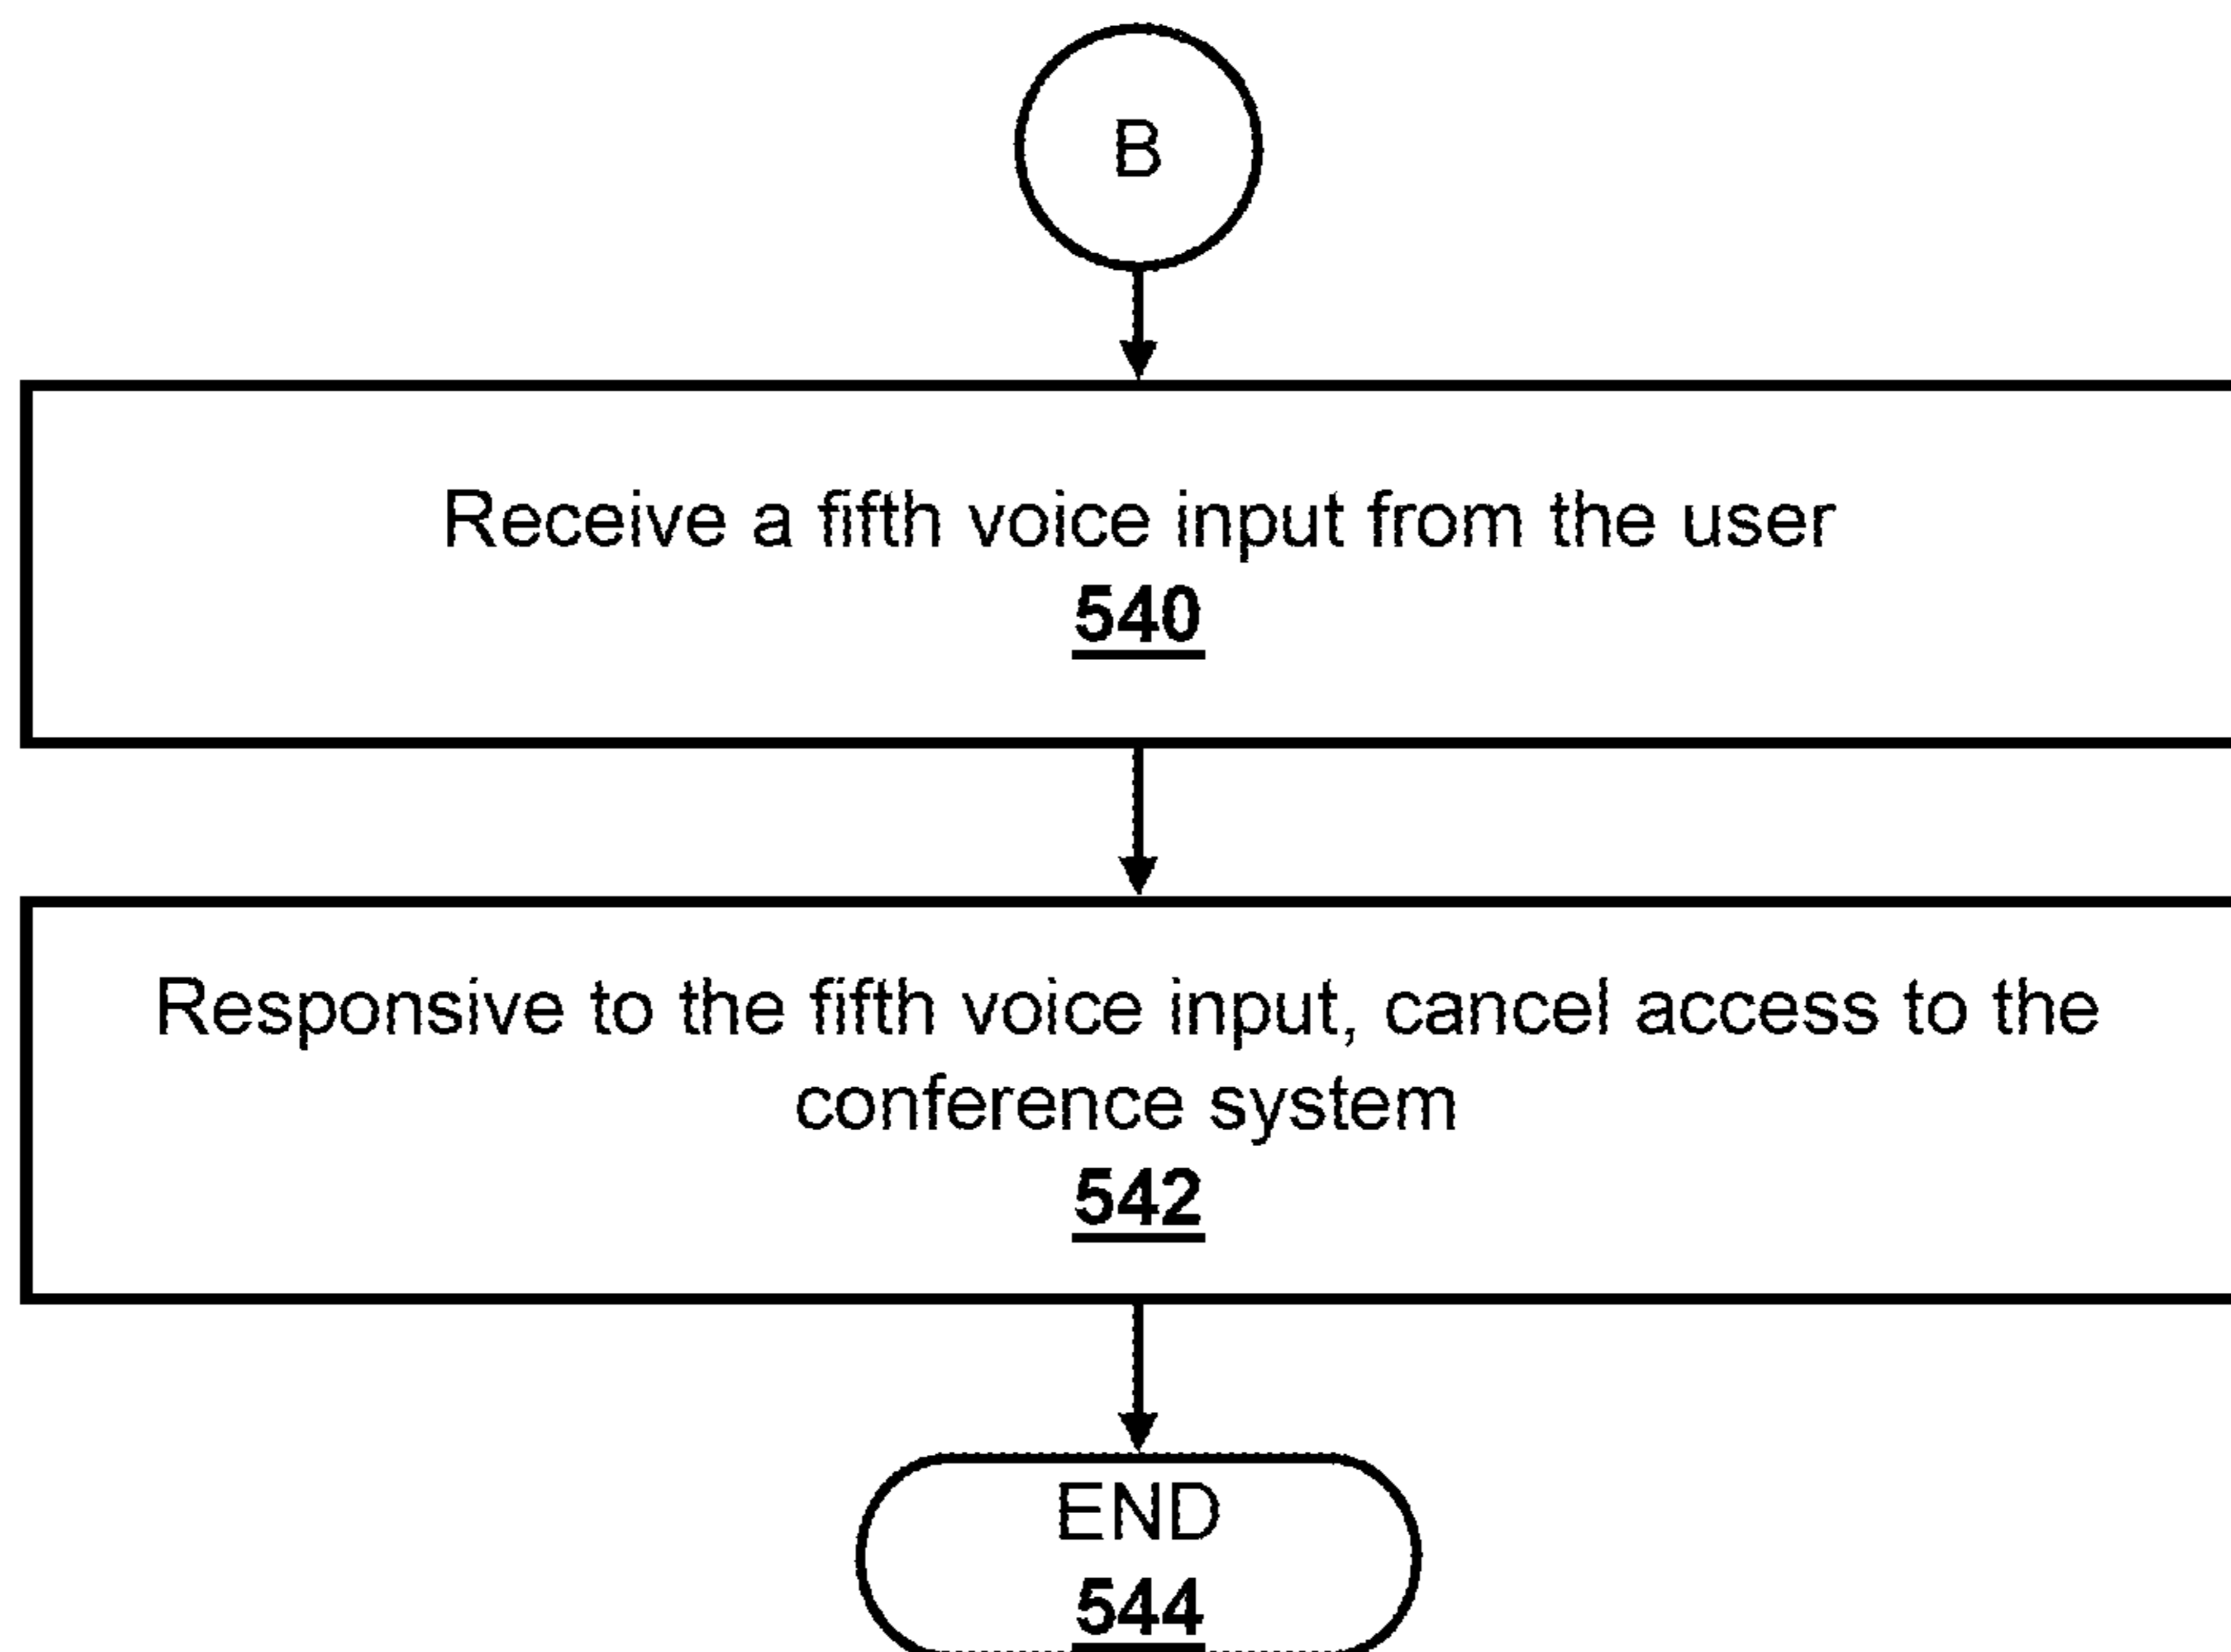 B
Receive a fifth voice input from the user
540
Responsive to the fifth voice input, cancel access to the
conference system
542
END
544